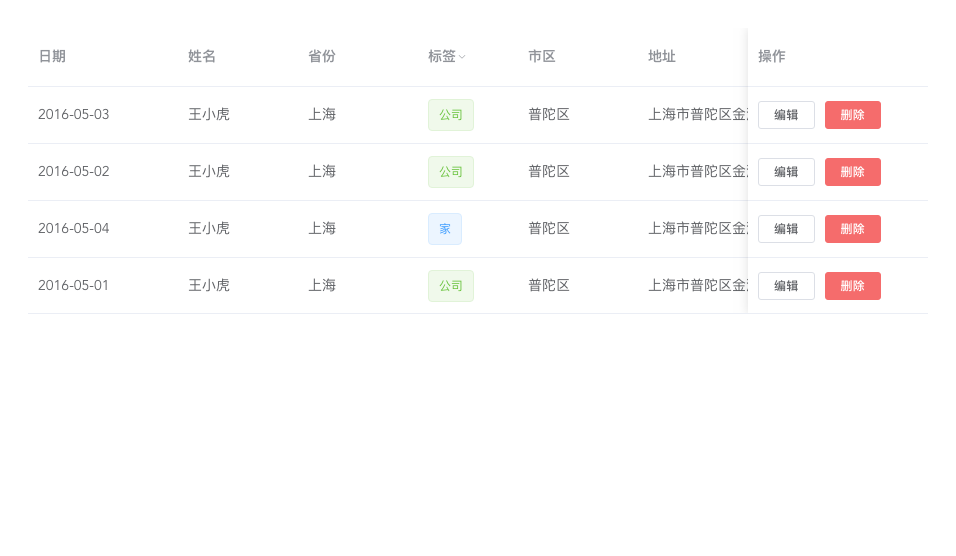 日期 姓名 省份 标签 市区 地址 操作
2016-05-03 王小虎 上海 公司 普陀区 上海市普陀区金 编辑 删除
2016-05-02 王小虎 上海 公司 普陀区 上海市普陀区金 编辑 删除
2016-05-04 王小虎 上海 家 普陀区 上海市普陀区金 编辑 删除
2016-05-01 王小虎 上海 公司 普陀区 上海市普陀区金 编辑 删除